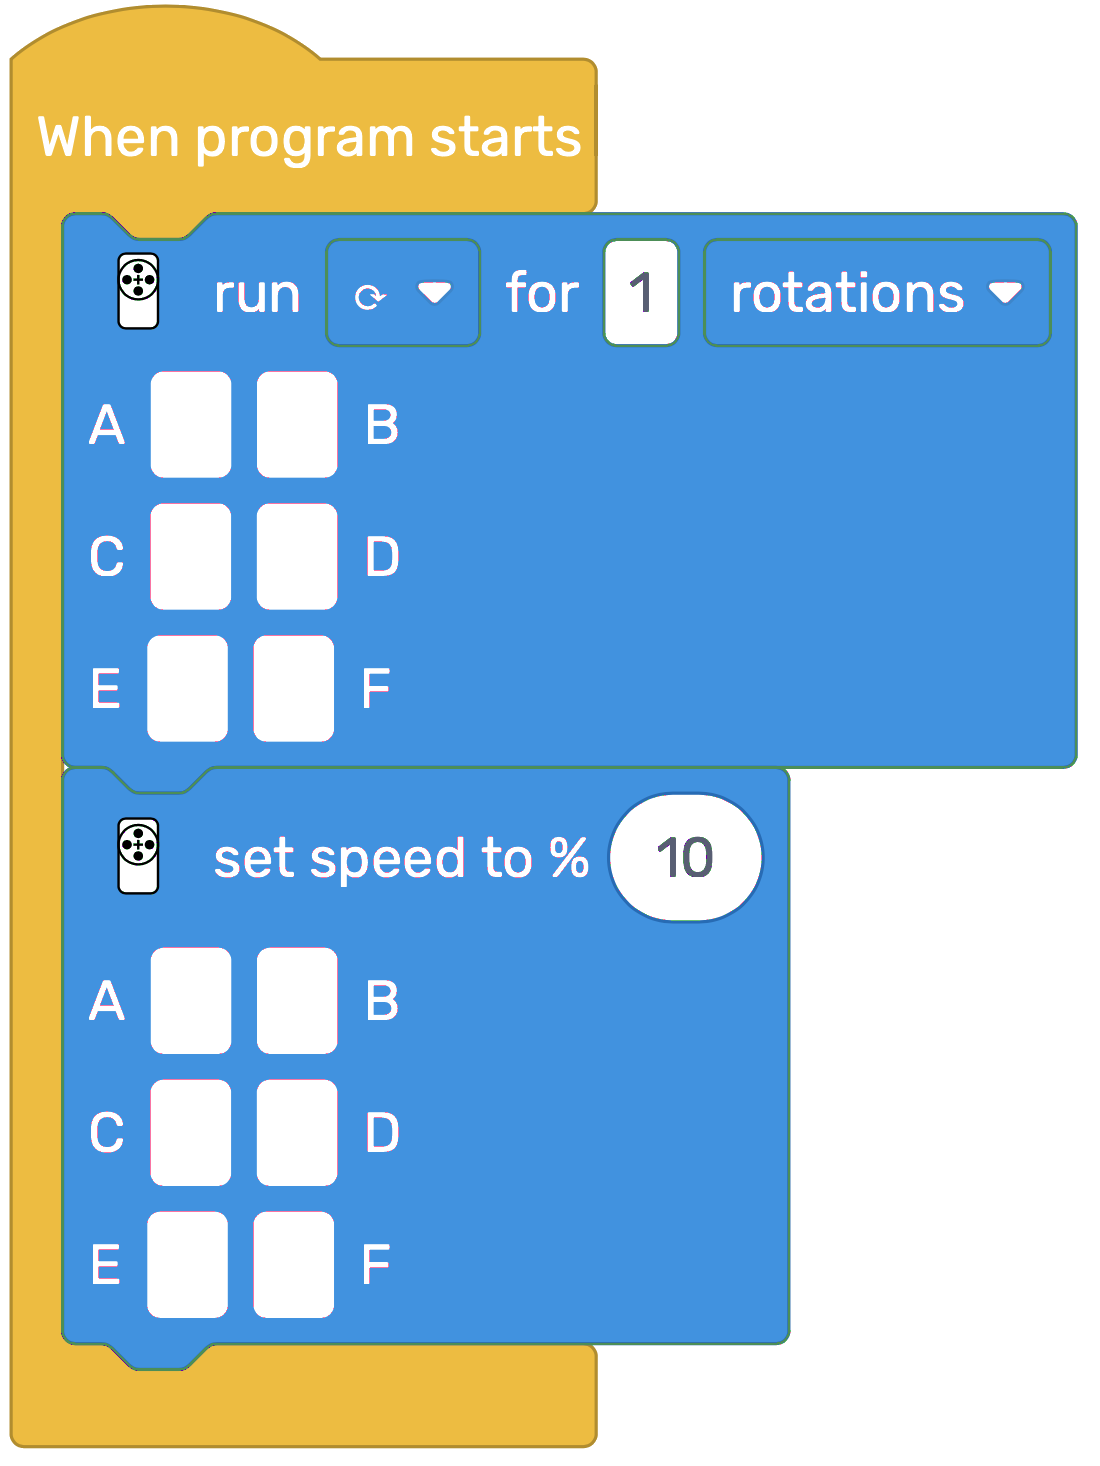 When program starts
run ⟳ for 1 rotations
A B
C D
E F
set speed to % 10
A B
C D
E F